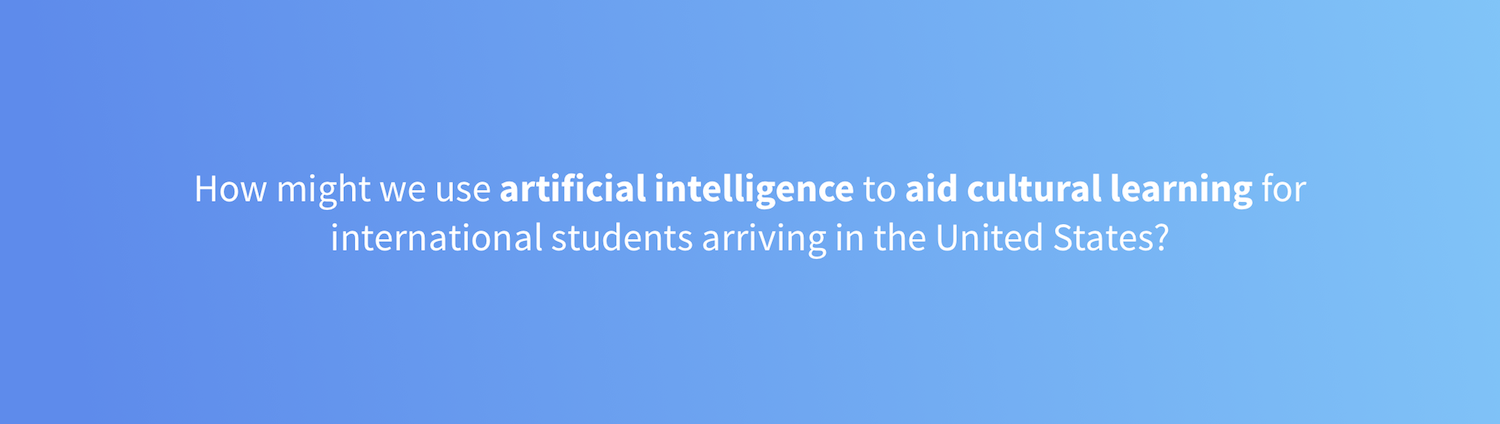 How might we use artificial intelligence to aid cultural learning for
international students arriving in the United States?